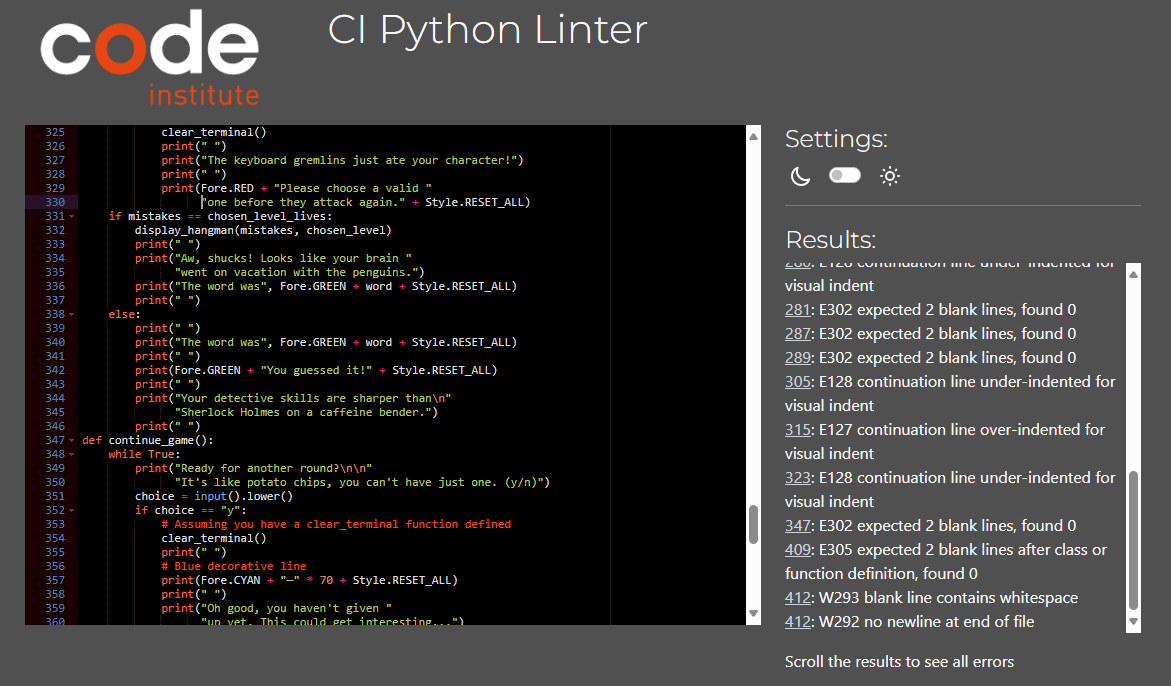 code
institute
CI Python Linter
325 clear_terminal()
326 print(" ")
327 print("The keyboard gremlins just ate your character!")
328 print(" ")
329 print(Fore.RED + "Please choose a valid "
330 "one before they attack again." + Style.RESET_ALL)
331 if mistakes == chosen_level_lives:
332 display_hangman(mistakes, chosen_level)
333 print(" ")
334 print("Aw, shucks! Looks like your brain "
335 "went on vacation with the penguins.")
336 print("The word was", Fore.GREEN + word + Style.RESET_ALL)
337 print(" ")
338 else:
339 print(" ")
340 print("The word was", Fore.GREEN + word + Style.RESET_ALL)
341 print(" ")
342 print(Fore.GREEN + "You guessed it!" + Style.RESET_ALL)
343 print(" ")
344 print("Your detective skills are sharper than\n"
345 "Sherlock Holmes on a caffeine bender.")
346 print(" ")
347 def continue_game():
348 while True:
349 print("Ready for another round?\n\n"
350 "It's like potato chips, you can't have just one. (y/n)")
351 choice = input().lower()
352 if choice == "y":
353 # Assuming you have a clear_terminal function defined
354 clear_terminal()
355 print(" ")
356 # Blue decorative line
357 print(Fore.CYAN + "—" * 70 + Style.RESET_ALL)
358 print(" ")
359 print("Oh good, you haven't given "
360 "up yet. This could get interesting...")
Settings:
Results:
280: E128 continuation line under-indented for
visual indent
281: E302 expected 2 blank lines, found 0
287: E302 expected 2 blank lines, found 0
289: E302 expected 2 blank lines, found 0
305: E128 continuation line under-indented for
visual indent
315: E127 continuation line over-indented for
visual indent
323: E128 continuation line under-indented for
visual indent
347: E302 expected 2 blank lines, found 0
409: E305 expected 2 blank lines after class or
function definition, found 0
412: W293 blank line contains whitespace
412: W292 no newline at end of file
Scroll the results to see all errors